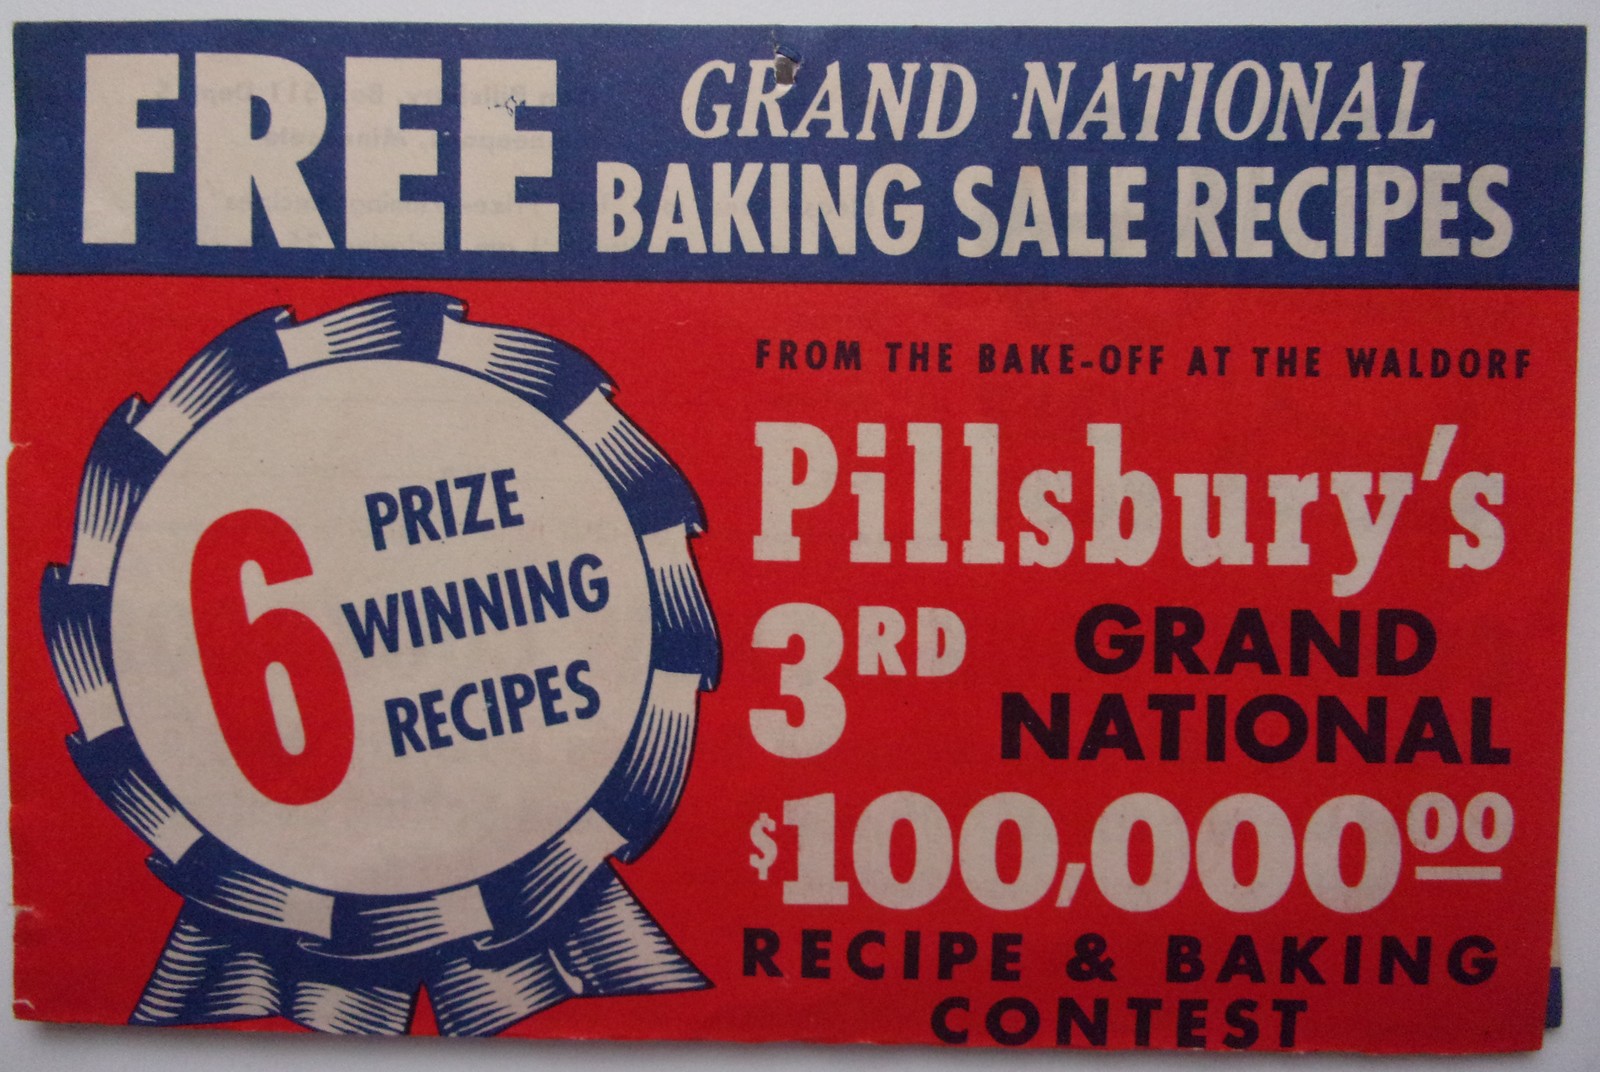 FREE GRAND NATIONAL
BAKING SALE RECIPES
6 PRIZE
WINNING
RECIPES
FROM THE BAKE-OFF AT THE WALDORF
Pillsbury's
3RD GRAND
NATIONAL
$100,000.00
RECIPE & BAKING
CONTEST